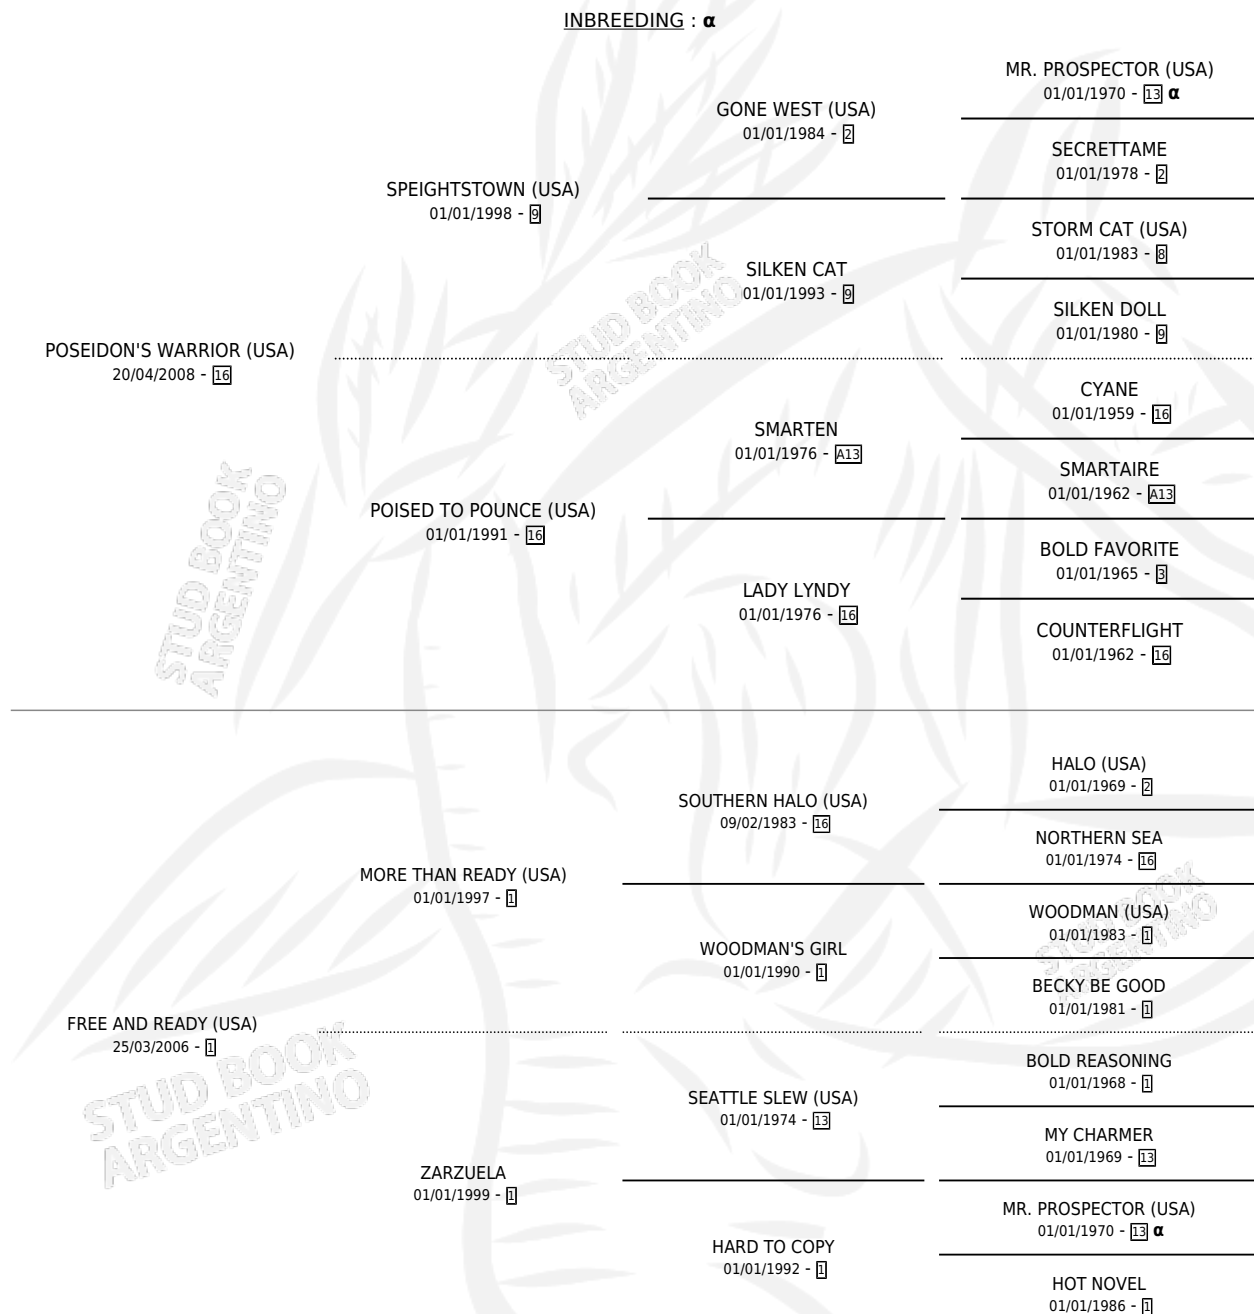 INBREEDING : α
MR. PROSPECTOR (USA)
01/01/1970 - 13 α
GONE WEST (USA)
01/01/1984 - 2
SECRETTAME
01/01/1978 - 2
SPEIGHTSTOWN (USA)
01/01/1998 - 9
STORM CAT (USA)
01/01/1983 - 8
SILKEN CAT
01/01/1993 - 9
SILKEN DOLL
01/01/1980 - 9
POSEIDON'S WARRIOR (USA)
20/04/2008 - 16
CYANE
01/01/1959 - 16
SMARTEN
01/01/1976 - A13
SMARTAIRE
01/01/1962 - A13
POISED TO POUNCE (USA)
01/01/1991 - 16
BOLD FAVORITE
01/01/1965 - 3
LADY LYNDY
01/01/1976 - 16
COUNTERFLIGHT
01/01/1962 - 16
HALO (USA)
01/01/1969 - 2
SOUTHERN HALO (USA)
09/02/1983 - 16
NORTHERN SEA
01/01/1974 - 16
MORE THAN READY (USA)
01/01/1997 - 1
WOODMAN (USA)
01/01/1983 - 1
WOODMAN'S GIRL
01/01/1990 - 1
BECKY BE GOOD
01/01/1981 - 1
FREE AND READY (USA)
25/03/2006 - 1
BOLD REASONING
01/01/1968 - 1
SEATTLE SLEW (USA)
01/01/1974 - 13
MY CHARMER
01/01/1969 - 13
ZARZUELA
01/01/1999 - 1
MR. PROSPECTOR (USA)
01/01/1970 - 13 α
HARD TO COPY
01/01/1992 - 1
HOT NOVEL
01/01/1986 - 1
STUD BOOK
ARGENTINO
STUD BOOK
ARGENTINO
STUD BOOK
ARGENTINO
STUD BOOK
ARGENTINO